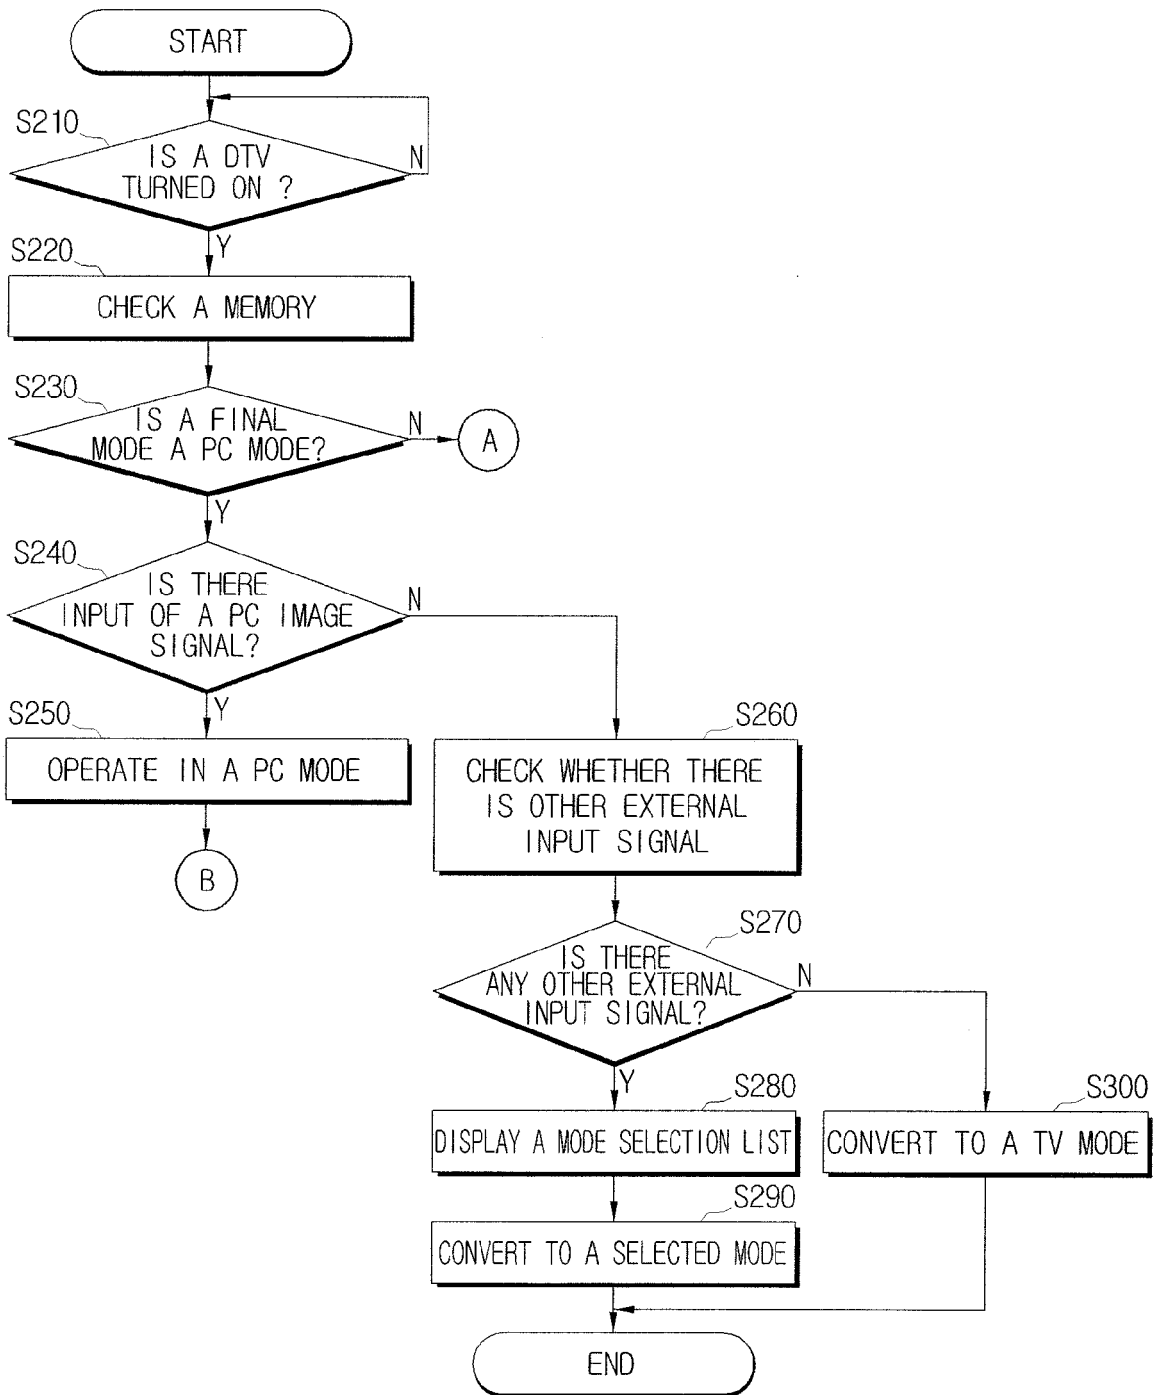 START
S210
IS A DTV
TURNED ON ?
N
Y
S220
CHECK A MEMORY
S230
IS A FINAL
MODE A PC MODE?
N
A
Y
S240
IS THERE
INPUT OF A PC IMAGE
SIGNAL?
N
Y
S250
OPERATE IN A PC MODE
B
S260
CHECK WHETHER THERE
IS OTHER EXTERNAL
INPUT SIGNAL
S270
IS THERE
ANY OTHER EXTERNAL
INPUT SIGNAL?
N
Y
S280
DISPLAY A MODE SELECTION LIST
S300
CONVERT TO A TV MODE
S290
CONVERT TO A SELECTED MODE
END